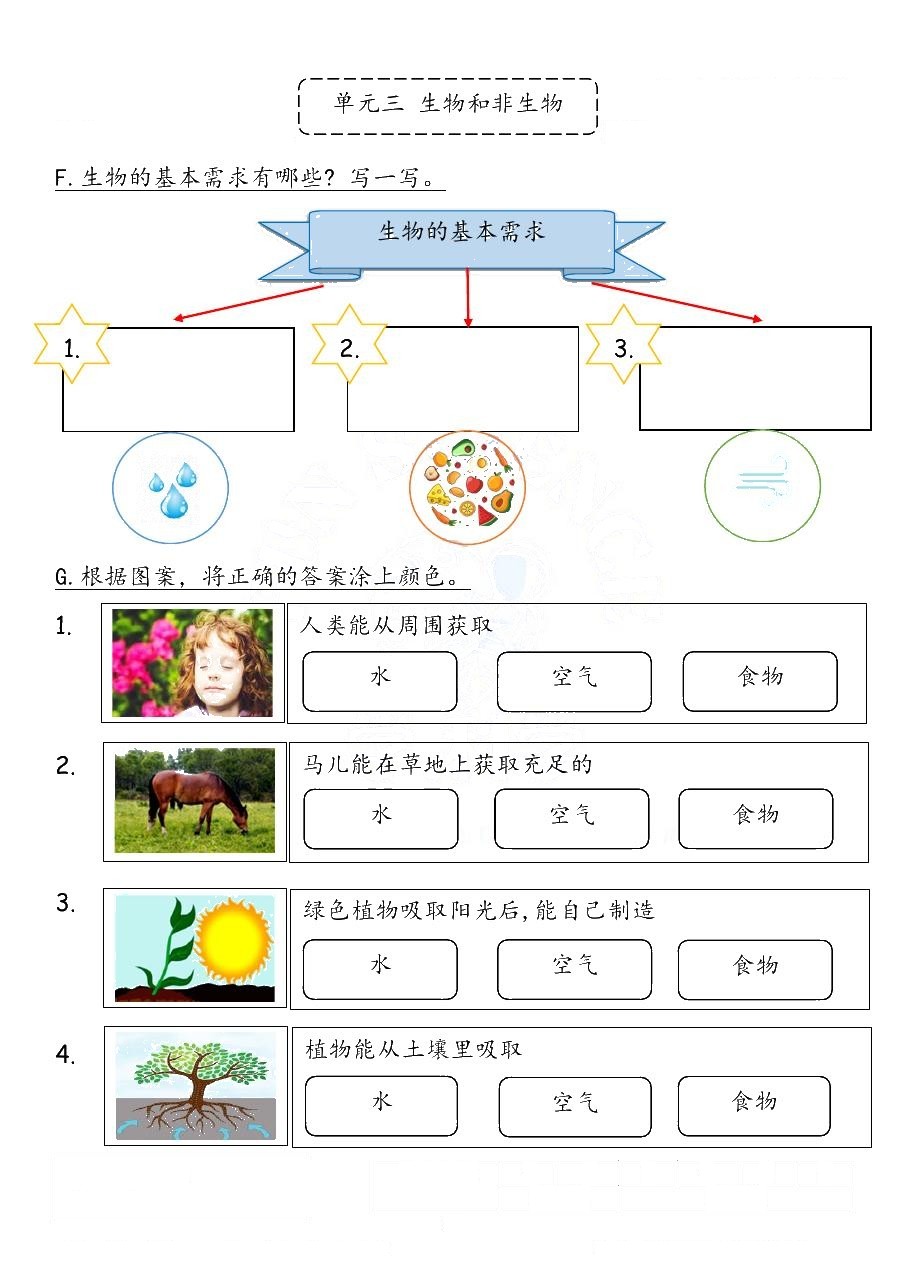 单元三 生物和非生物
F. 生物的基本需求有哪些? 写一写。
生物的基本需求
1.
2.
3.
G. 根据图案，将正确的答案涂上颜色。
1.
人类能从周围获取
水 空气 食物
2.
马儿能在草地上获取充足的
水 空气 食物
3.
绿色植物吸取阳光后,能自己制造
水 空气 食物
4.
植物能从土壤里吸取
水 空气 食物